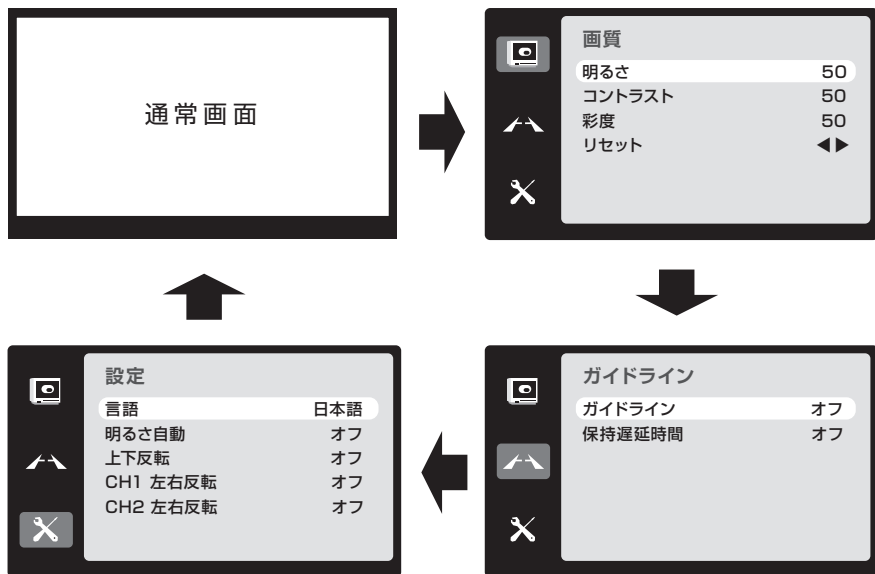 通常画面
画質
明るさ 50
コントラスト 50
彩度 50
リセット ◀▶
設定
言語 日本語
明るさ自動 オフ
上下反転 オフ
CH1 左右反転 オフ
CH2 左右反転 オフ
ガイドライン
ガイドライン オフ
保持遅延時間 オフ